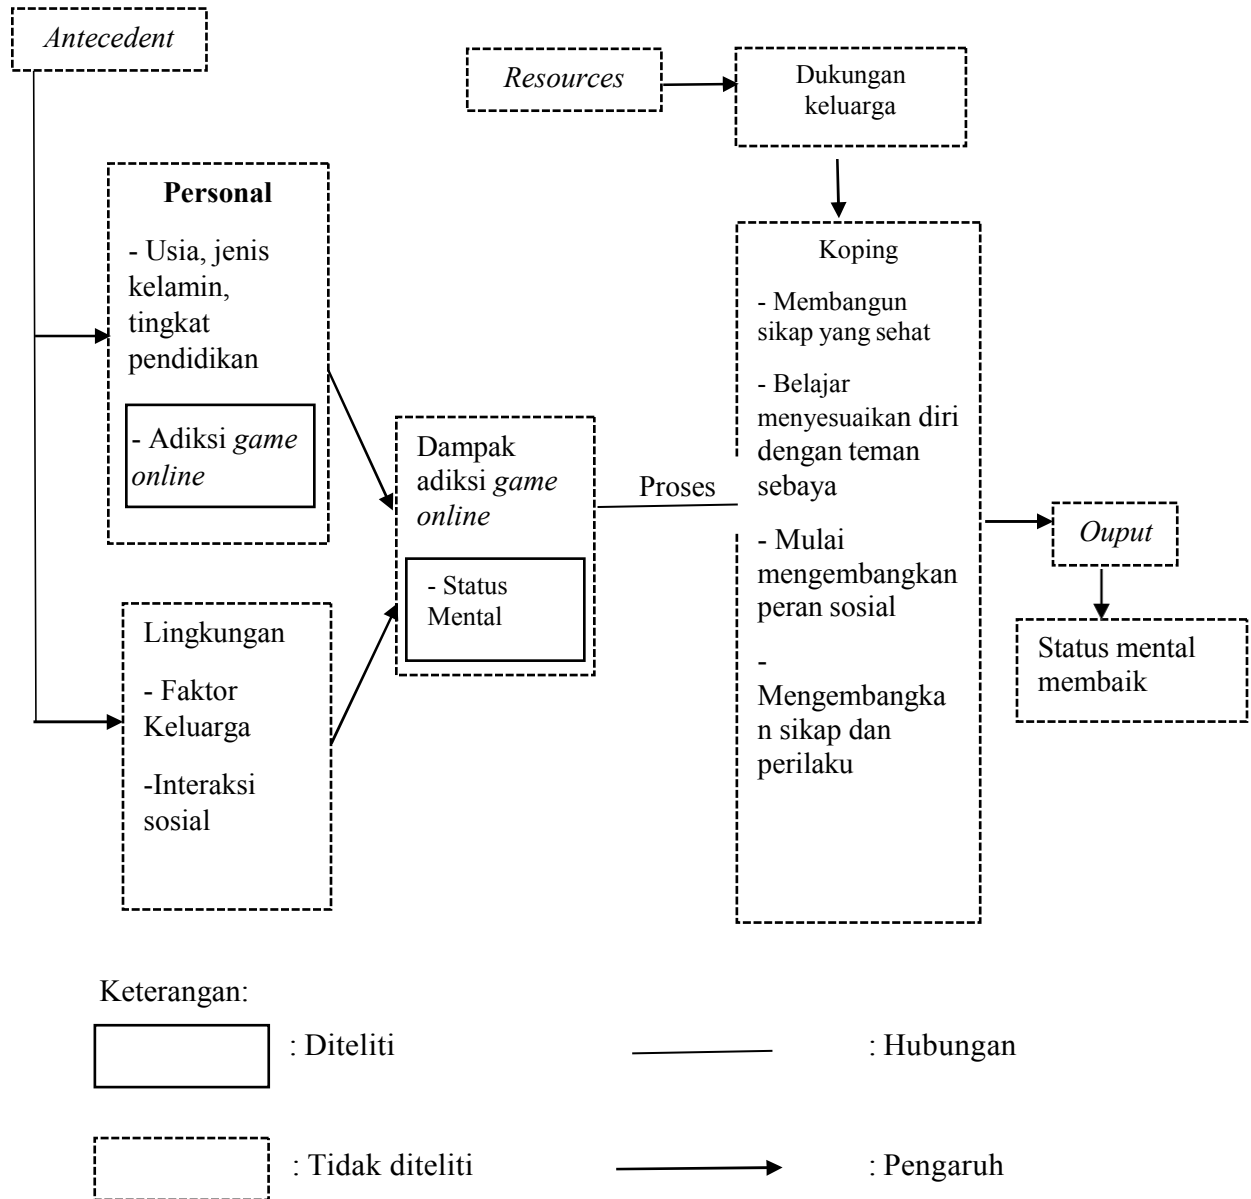 Antecedent
Resources
Dukungan
keluarga
Personal
- Usia, jenis
kelamin,
tingkat
pendidikan
- Adiksi game
online
Lingkungan
- Faktor
Keluarga
-Interaksi
sosial
Dampak
adiksi game
online
- Status
Mental
Proses
Koping
- Membangun
sikap yang sehat
- Belajar
menyesuaikan diri
dengan teman
sebaya
- Mulai
mengembangkan
peran sosial
-
Mengembangka
n sikap dan
perilaku
Ouput
Status mental
membaik
Keterangan:
: Diteliti
: Hubungan
: Tidak diteliti
: Pengaruh